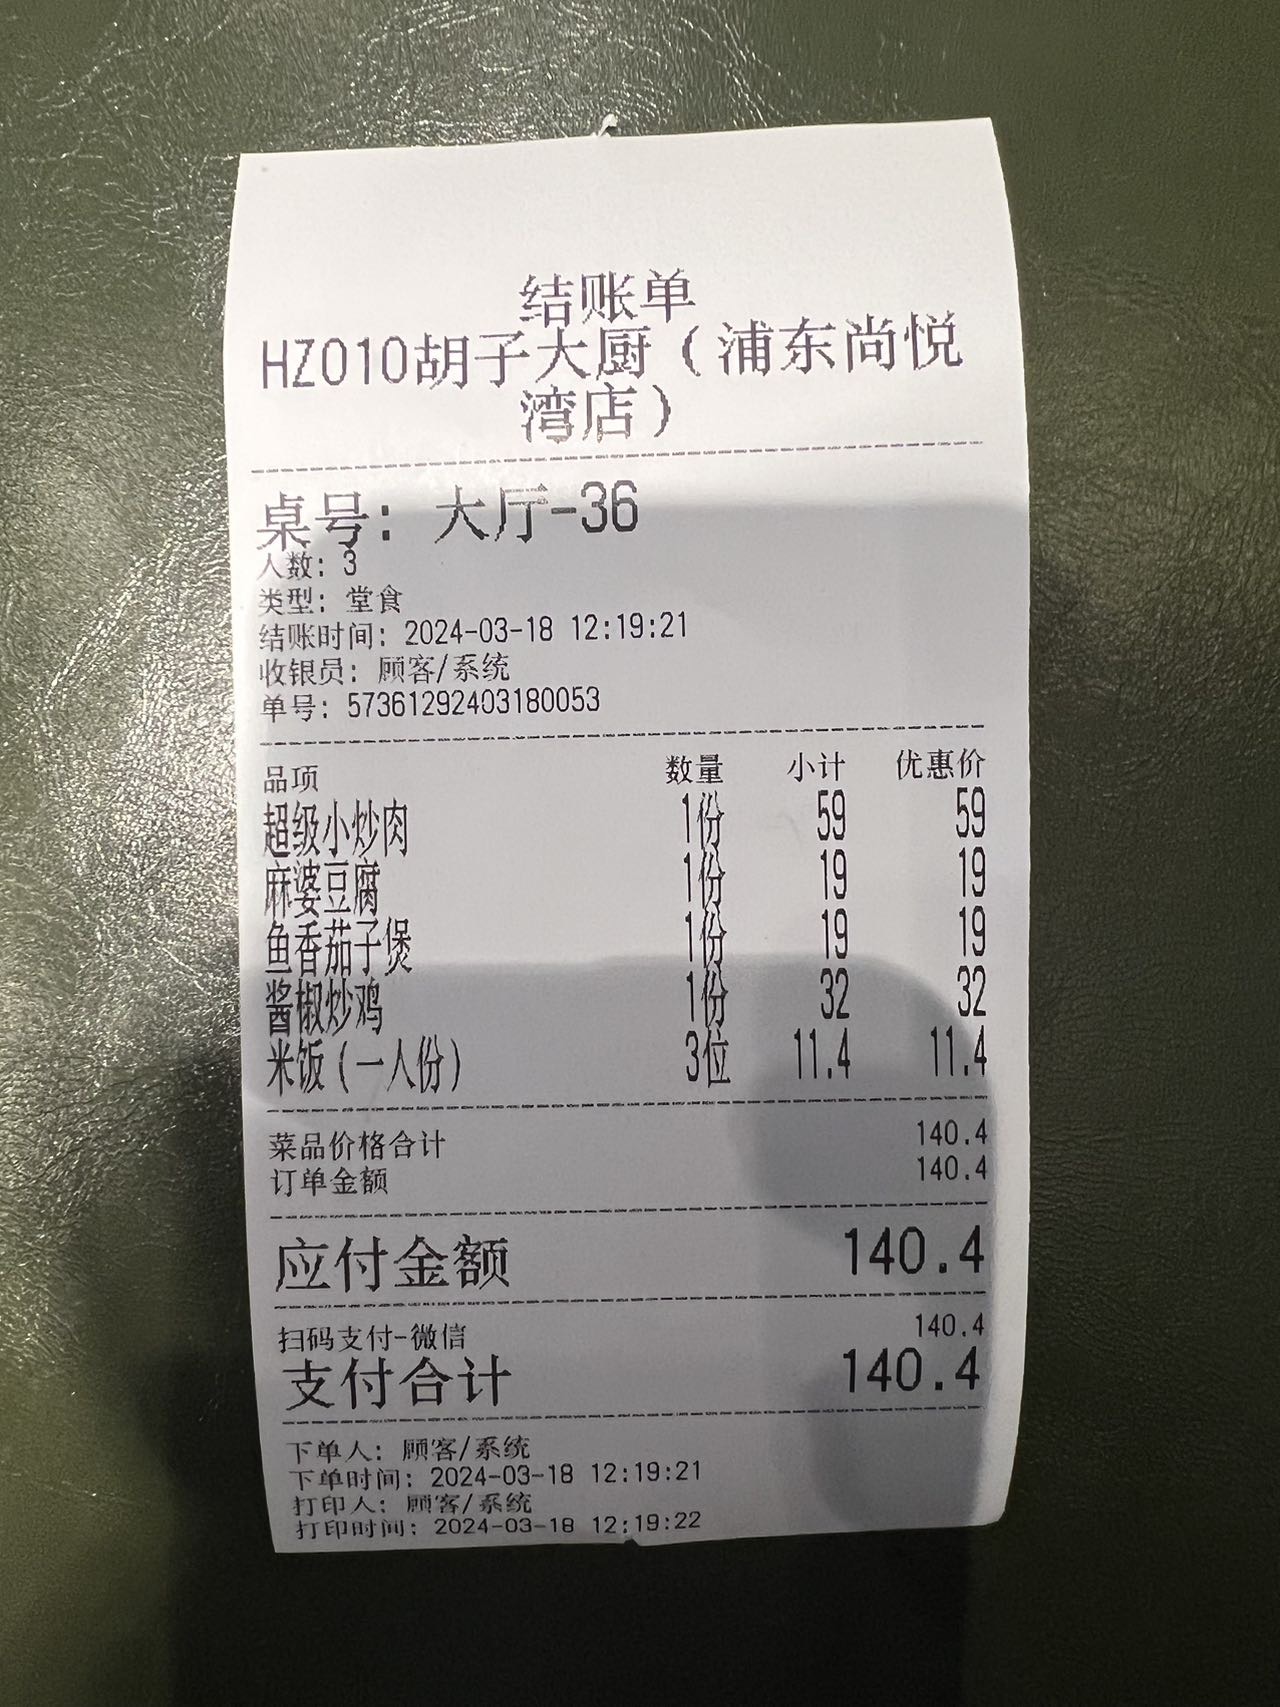 结账单
HZ010胡子大厨（浦东尚悦
湾店）
桌号：大厅-36
人数：3
类型：堂食
结账时间：2024-03-18 12:19:21
收银员：顾客/系统
单号：57361292403180053
品项 数量 小计 优惠价
超级小炒肉 1份 59 59
麻婆豆腐 1份 19 19
鱼香茄子煲 1份 19 19
酱椒炒鸡 1份 32 32
米饭（一人份） 3位 11.4 11.4
菜品价格合计 140.4
订单金额 140.4
应付金额 140.4
扫码支付-微信 140.4
支付合计 140.4
下单人：顾客/系统
下单时间：2024-03-18 12:19:21
打印人：顾客/系统
打印时间：2024-03-18 12:19:22